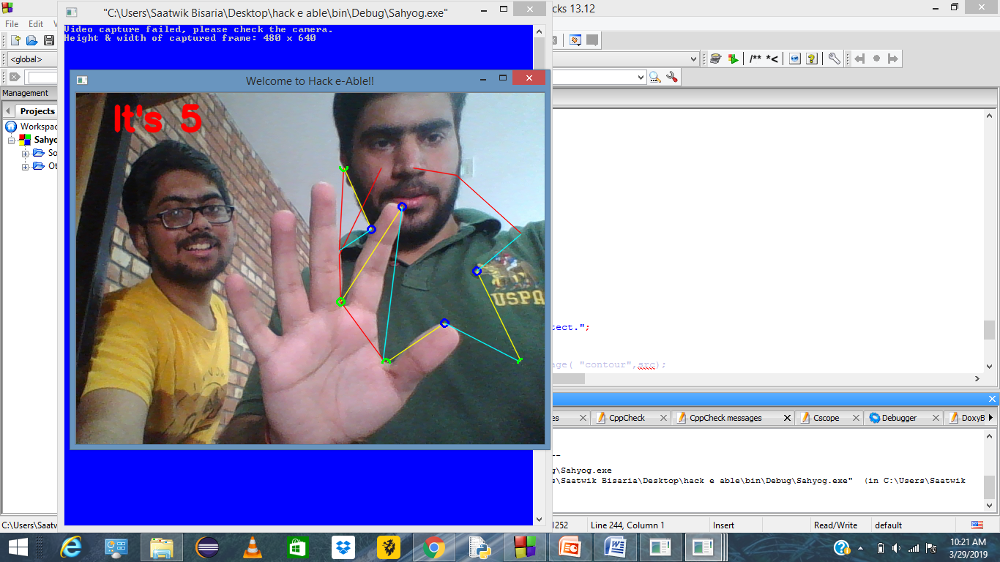 "C:\Users\Saatwik Bisaria\Desktop\hack e able\bin\Debug\Sahyog.exe"
cks 13.12
File Edit
Video capture failed, please check the camera.
Height & width of captured frame: 480 x 640
<global>
/** *<
Welcome to Hack e-Able!!
It's 5
USPA
Management
Projects
Workspac
Sahyo
So
Ot
tect.";
age( "contour",src);
es
CppCheck
CppCheck messages
Cscope
Debugger
DoxyB
g\Sahyog.exe
s\Saatwik Bisaria\Desktop\hack e able\bin\Debug\Sahyog.exe" (in C:\Users\Saatwik
C:\Users\Saatw
1252
Line 244, Column 1
Insert
Read/Write
default
10:21 AM
3/29/2019